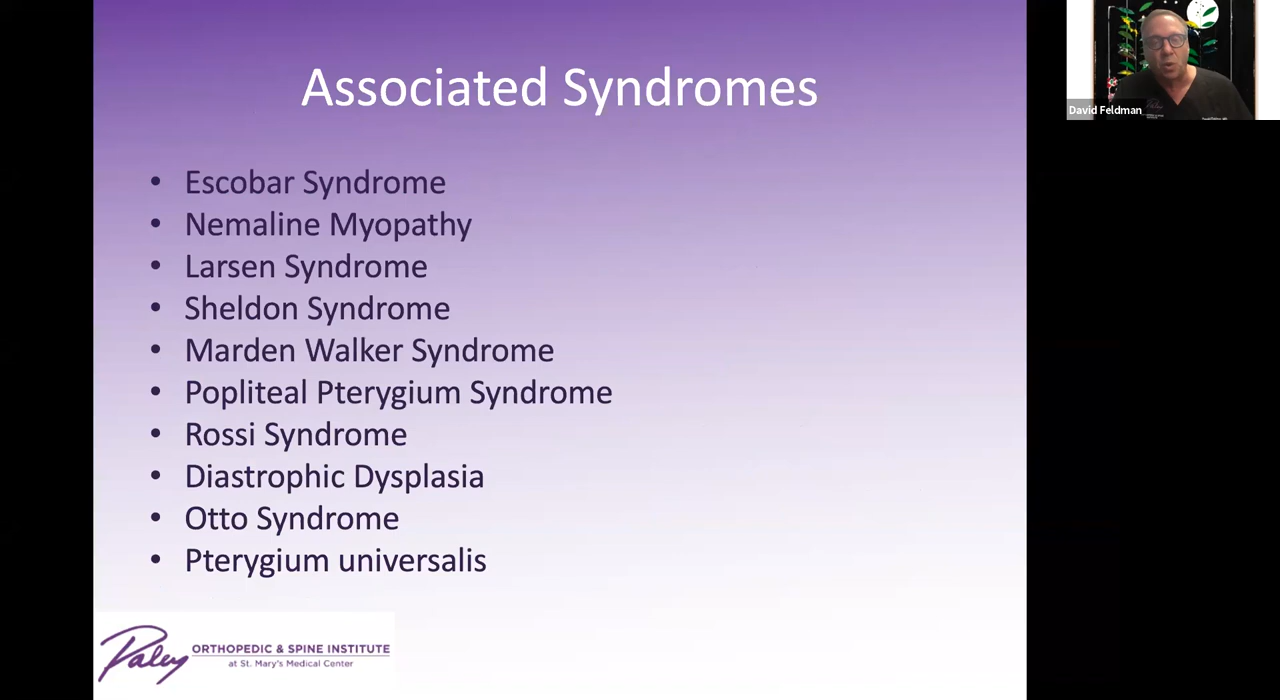 Associated Syndromes
• Escobar Syndrome
• Nemaline Myopathy
• Larsen Syndrome
• Sheldon Syndrome
• Marden Walker Syndrome
• Popliteal Pterygium Syndrome
• Rossi Syndrome
• Diastrophic Dysplasia
• Otto Syndrome
• Pterygium universalis
Paley
ORTHOPEDIC & SPINE INSTITUTE
at St. Mary's Medical Center
David Feldman